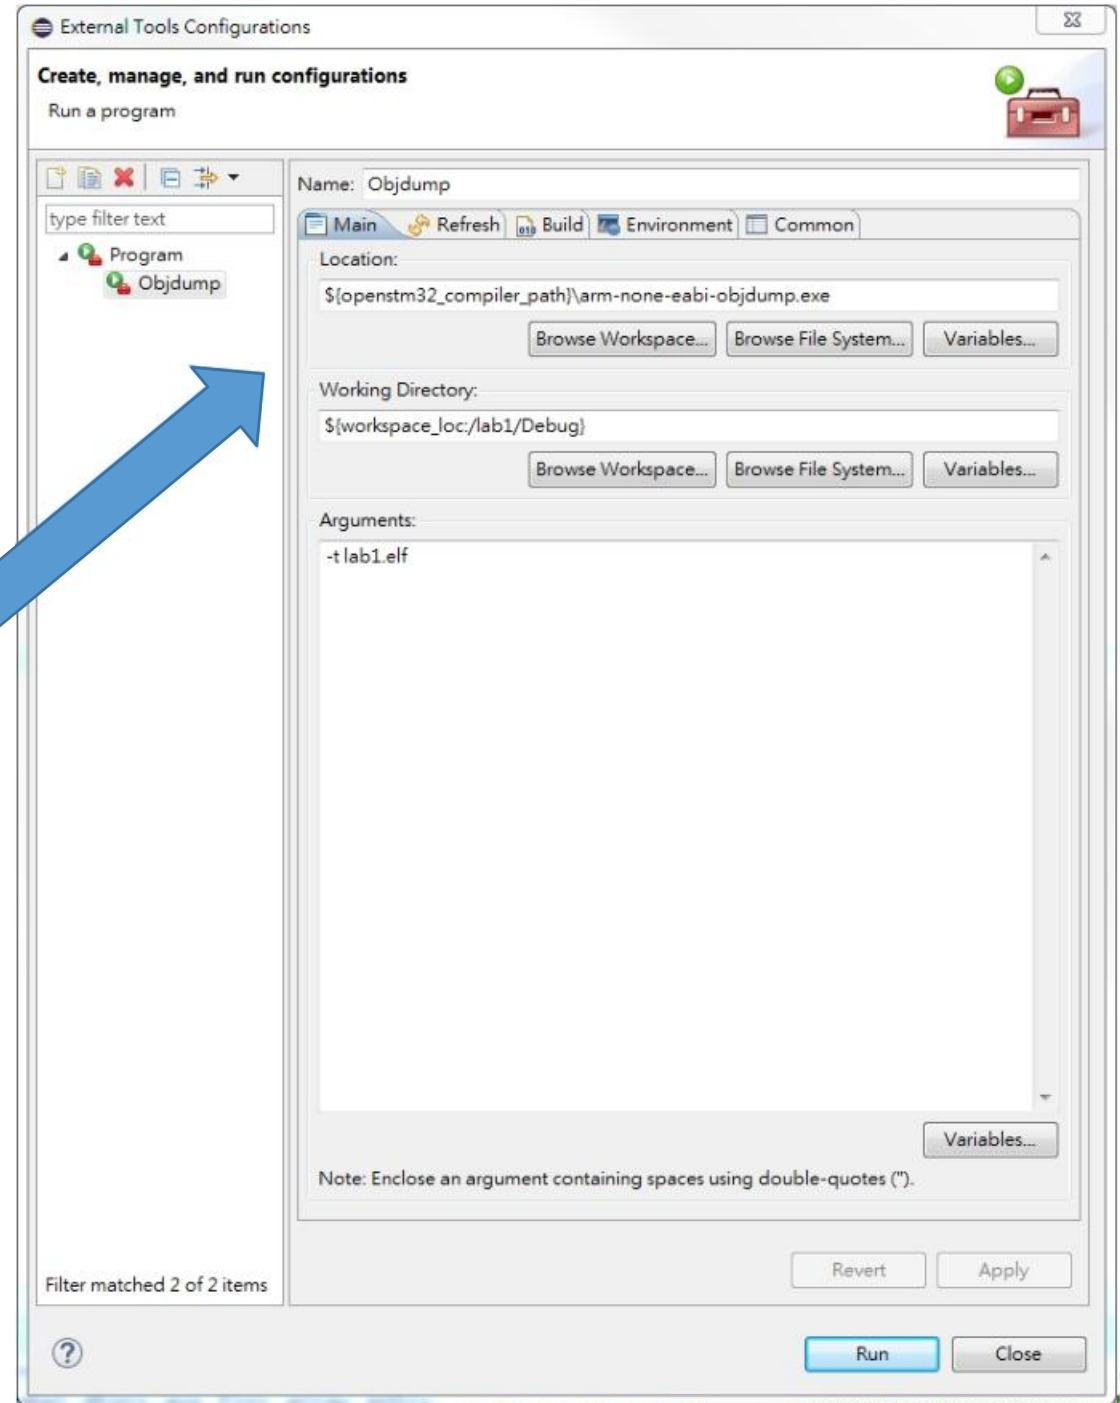 External Tools Configurations
Create, manage, and run configurations
Run a program
type filter text
Program
Objdump
Filter matched 2 of 2 items
Name: Objdump
Main Refresh Build Environment Common
Location:
${openstm32_compiler_path}\arm-none-eabi-objdump.exe
Browse Workspace... Browse File System... Variables...
Working Directory:
${workspace_loc:/lab1/Debug}
Browse Workspace... Browse File System... Variables...
Arguments:
-t lab1.elf
Variables...
Note: Enclose an argument containing spaces using double-quotes (").
Revert Apply
Run Close